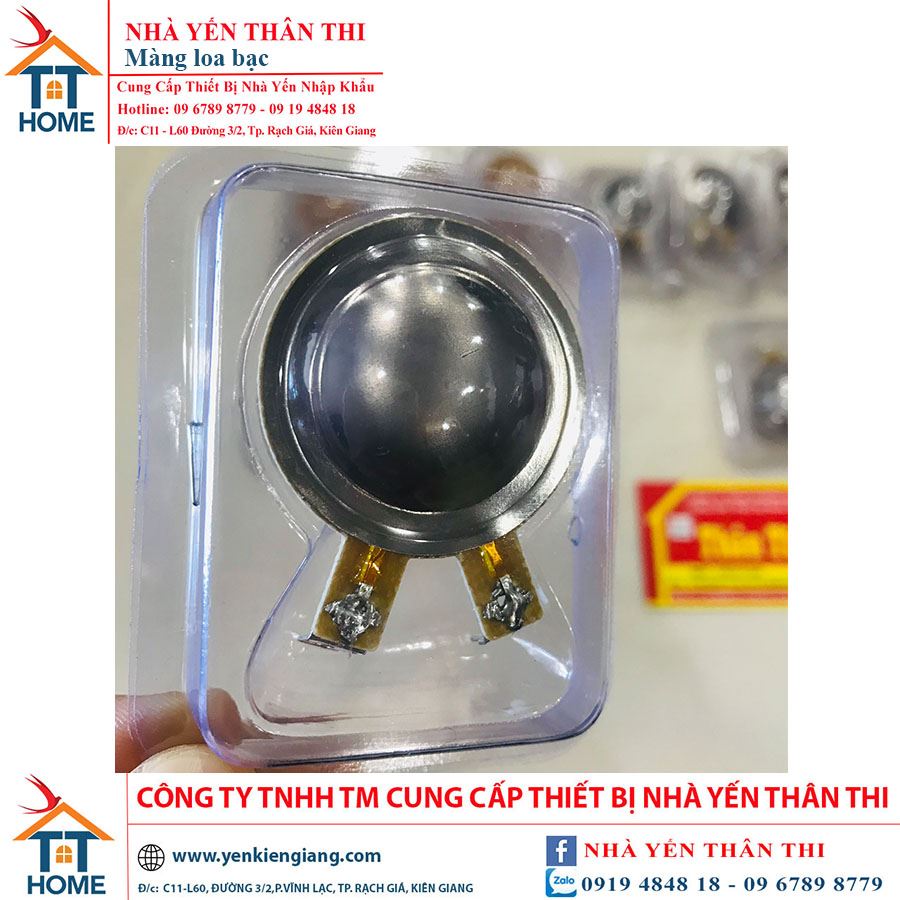 TT
HOME
NHÀ YẾN THÂN THI
Màng loa bạc
Cung Cấp Thiết Bị Nhà Yến Nhập Khẩu
Hotline: 09 6789 8779 - 09 19 4848 18
Đ/c: C11 - L60 Đường 3/2, Tp. Rạch Giá, Kiên Giang
TT
HOME
CÔNG TY TNHH TM CUNG CẤP THIẾT BỊ NHÀ YẾN THÂN THI
www.yenkiengiang.com
f NHÀ YẾN THÂN THI
Zalo 0919 4848 18 - 09 6789 8779
Đ/c: C11-L60, ĐƯỜNG 3/2,P.VĨNH LẠC, TP. RẠCH GIÁ, KIÊN GIANG